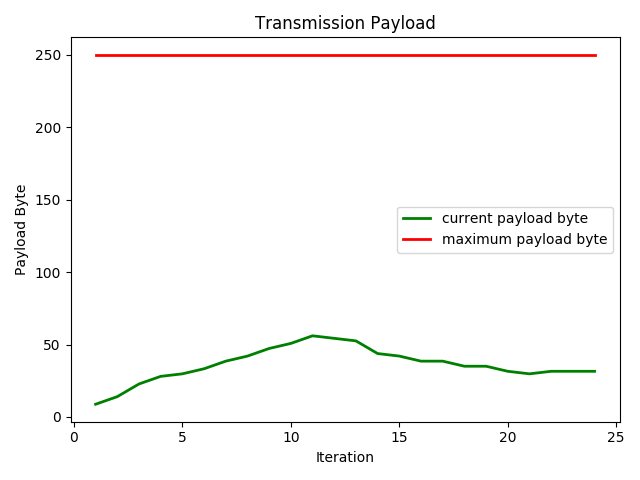 Transmission Payload
250
200
150
100
50
0
Payload Byte
current payload byte
maximum payload byte
0 5 10 15 20 25
Iteration